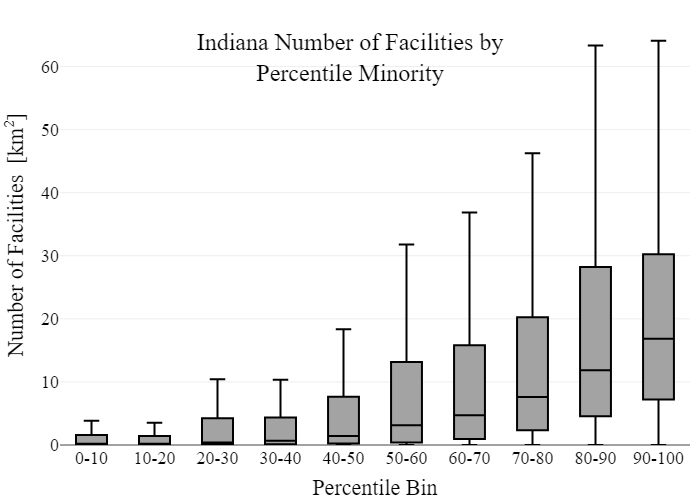 Indiana Number of Facilities by
Percentile Minority
Number of Facilities [km²]
60
50
40
30
20
10
0
0-10 10-20 20-30 30-40 40-50 50-60 60-70 70-80 80-90 90-100
Percentile Bin